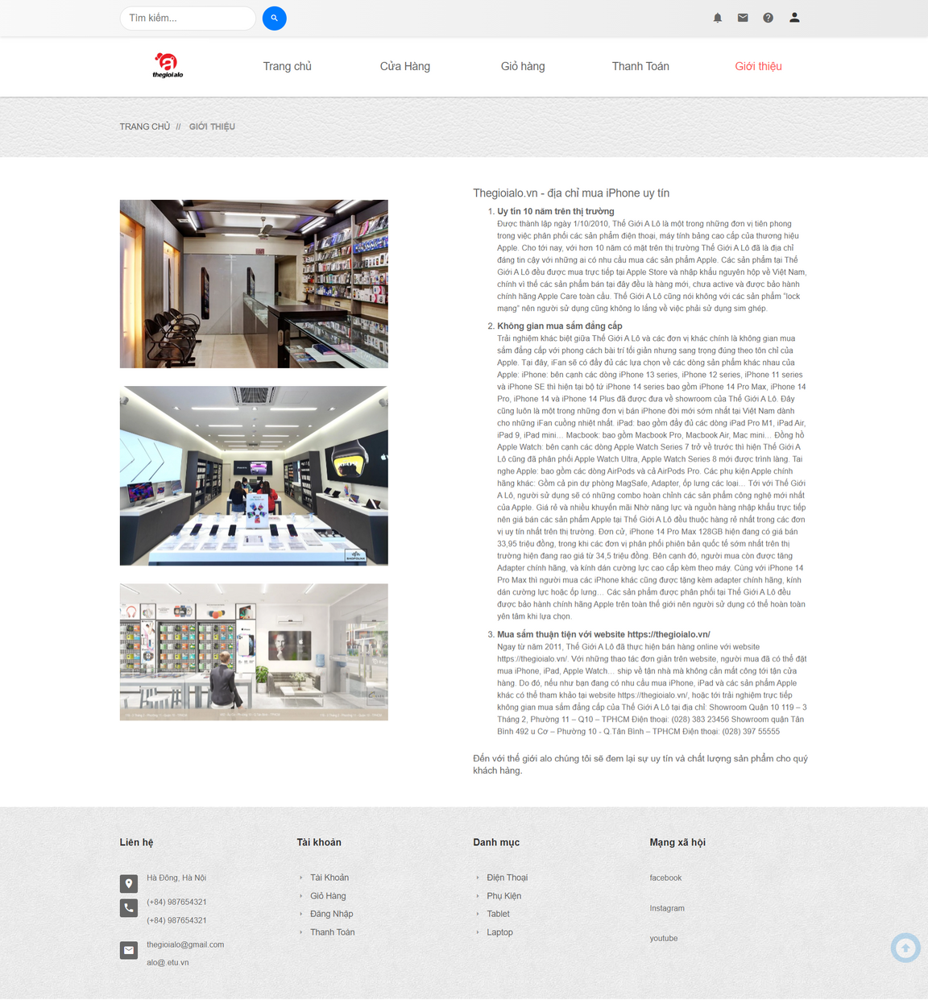 Tìm kiếm...
thegioialo
Trang chủ
Cửa Hàng
Giỏ hàng
Thanh Toán
Giới thiệu
TRANG CHỦ // GIỚI THIỆU
Thegioialo.vn - địa chỉ mua iPhone uy tín
1. Uy tín 10 năm trên thị trường
Được thành lập ngày 1/10/2010, Thế Giới A Lô là một trong những đơn vị tiên phong
trong việc phân phối các sản phẩm điện thoại, máy tính bảng cao cấp của thương hiệu
Apple. Cho tới nay, với hơn 10 năm có mặt trên thị trường Thế Giới A Lô đã là địa chỉ
đáng tin cậy với những ai có nhu cầu mua các sản phẩm Apple. Các sản phẩm tại Thế
Giới A Lô đều được mua trực tiếp tại Apple Store và nhập khẩu nguyên hộp về Việt Nam,
chính vì thế các sản phẩm bán tại đây đều là hàng mới, chưa active và được bảo hành
chính hãng Apple Care toàn cầu. Thế Giới A Lô cũng nói không với các sản phẩm “lock
mạng” nên người sử dụng cũng không lo lắng về việc phải sử dụng sim ghép.
2. Không gian mua sắm đẳng cấp
Trải nghiệm khác biệt giữa Thế Giới A Lô và các đơn vị khác chính là không gian mua
sắm đẳng cấp với phong cách bài trí tối giản nhưng sang trọng đúng theo tôn chỉ của
Apple. Tại đây, iFan sẽ có đầy đủ các lựa chọn về các dòng sản phẩm khác nhau của
Apple: iPhone: bên cạnh các dòng iPhone 13 series, iPhone 12 series, iPhone 11 series
và iPhone SE thì hiện tại bộ tứ iPhone 14 series bao gồm iPhone 14 Pro Max, iPhone 14
Pro, iPhone 14 và iPhone 14 Plus đã được đưa về showroom của Thế Giới A Lô. Đây
cũng luôn là một trong những đơn vị bán iPhone đời mới sớm nhất tại Việt Nam dành
cho những iFan cuồng nhiệt nhất. iPad: bao gồm đầy đủ các dòng iPad Pro M1, iPad Air,
iPad 9, iPad mini… Macbook: bao gồm Macbook Pro, Macbook Air, Mac mini… Đồng hồ
Apple Watch: bên cạnh các dòng Apple Watch Series 7 trở về trước thì hiện Thế Giới A
Lô cũng đã phân phối Apple Watch Ultra, Apple Watch Series 8 mới được trình làng. Tai
nghe Apple: bao gồm các dòng AirPods và cả AirPods Pro. Các phụ kiện Apple chính
hãng khác: Gồm cả pin dự phòng MagSafe, Adapter, ốp lưng các loại… Tới với Thế Giới
A Lô, người sử dụng sẽ có những combo hoàn chỉnh các sản phẩm công nghệ mới nhất
của Apple. Giá rẻ và nhiều khuyến mãi Nhờ năng lực và nguồn hàng nhập khẩu trực tiếp
nên giá bán các sản phẩm Apple tại Thế Giới A Lô đều thuộc hàng rẻ nhất trong các đơn
vị uy tín nhất trên thị trường. Đơn cử, iPhone 14 Pro Max 128GB hiện đang có giá bán
33,95 triệu đồng, trong khi các đơn vị phân phối phiên bản quốc tế sớm nhất trên thị
trường hiện đang rao giá từ 34,5 triệu đồng. Bên cạnh đó, người mua còn được tặng
Adapter chính hãng, và kính dán cường lực cao cấp kèm theo máy. Cùng với iPhone 14
Pro Max thì người mua các iPhone khác cũng được tặng kèm adapter chính hãng, kính
dán cường lực hoặc ốp lưng… Các sản phẩm được phân phối tại Thế Giới A Lô đều
được bảo hành chính hãng Apple trên toàn thế giới nên người sử dụng có thể hoàn toàn
yên tâm khi lựa chọn.
3. Mua sắm thuận tiện với website https://thegioialo.vn/
Ngay từ năm 2011, Thế Giới A Lô đã thực hiện bán hàng online với website
https://thegioialo.vn/. Với những thao tác đơn giản trên website, người mua đã có thể đặt
mua iPhone, iPad, Apple Watch… ship về tận nhà mà không cần mất công tới tận cửa
hàng. Do đó, nếu như bạn đang có nhu cầu mua iPhone, iPad và các sản phẩm Apple
khác có thể tham khảo tại website https://thegioialo.vn/, hoặc tới trải nghiệm trực tiếp
không gian mua sắm đẳng cấp của Thế Giới A Lô tại địa chỉ: Showroom Quận 10 119 – 3
Tháng 2, Phường 11 – Q10 – TPHCM Điện thoại: (028) 383 23456 Showroom quận Tân
Bình 492 u Cơ – Phường 10 - Q.Tân Bình – TPHCM Điện thoại: (028) 397 55555
Đến với thế giới alo chúng tôi sẽ đem lại sự uy tín và chất lượng sản phẩm cho quý
khách hàng.
SHOPDUNK
Liên hệ
Hà Đông, Hà Nội
(+84) 987654321
(+84) 987654321
thegioialo@gmail.com
alo@.etu.vn
Tài khoản
Tài Khoản
Giỏ Hàng
Đăng Nhập
Thanh Toán
Danh mục
Điện Thoại
Phụ Kiện
Tablet
Laptop
Mạng xã hội
facebook
Instagram
youtube